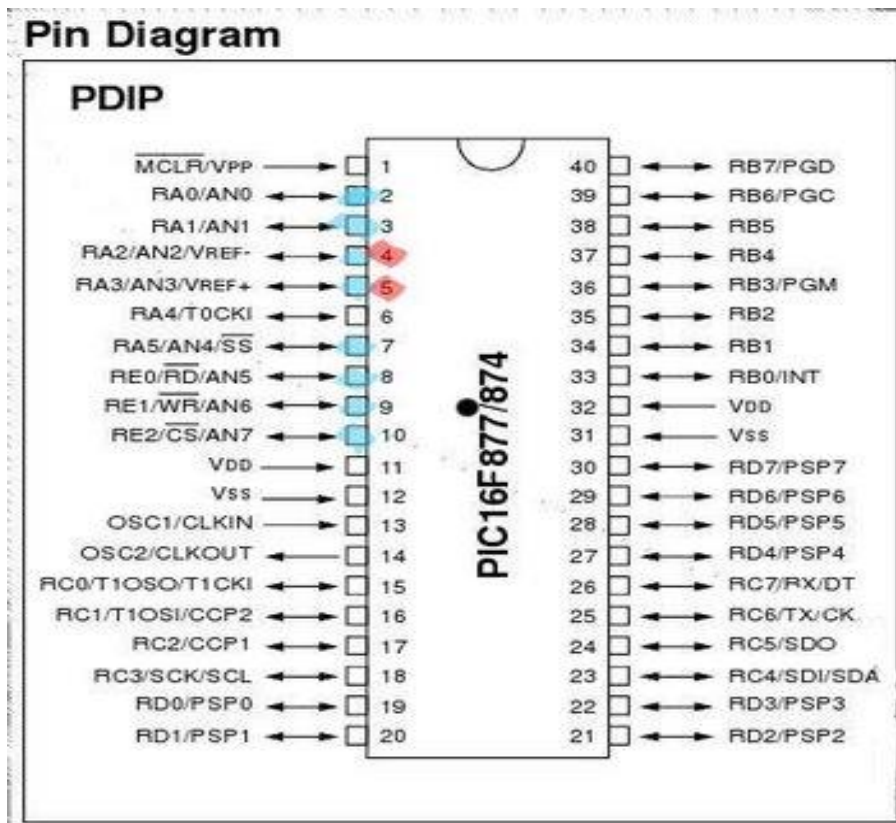 Pin Diagram
PDIP
MCLR/VPP 1 40 RB7/PGD
RA0/AN0 2 39 RB6/PGC
RA1/AN1 3 38 RB5
RA2/AN2/VREF- 4 37 RB4
RA3/AN3/VREF+ 5 36 RB3/PGM
RA4/T0CKI 6 35 RB2
RA5/AN4/SS 7 34 RB1
RE0/RD/AN5 8 33 RB0/INT
RE1/WR/AN6 9 32 VDD
RE2/CS/AN7 10 31 VSS
VDD 11 30 RD7/PSP7
VSS 12 29 RD6/PSP6
OSC1/CLKIN 13 28 RD5/PSP5
OSC2/CLKOUT 14 27 RD4/PSP4
RC0/T1OSO/T1CKI 15 26 RC7/RX/DT
RC1/T1OSI/CCP2 16 25 RC6/TX/CK
RC2/CCP1 17 24 RC5/SDO
RC3/SCK/SCL 18 23 RC4/SDI/SDA
RD0/PSP0 19 22 RD3/PSP3
RD1/PSP1 20 21 RD2/PSP2
PIC16F877/874